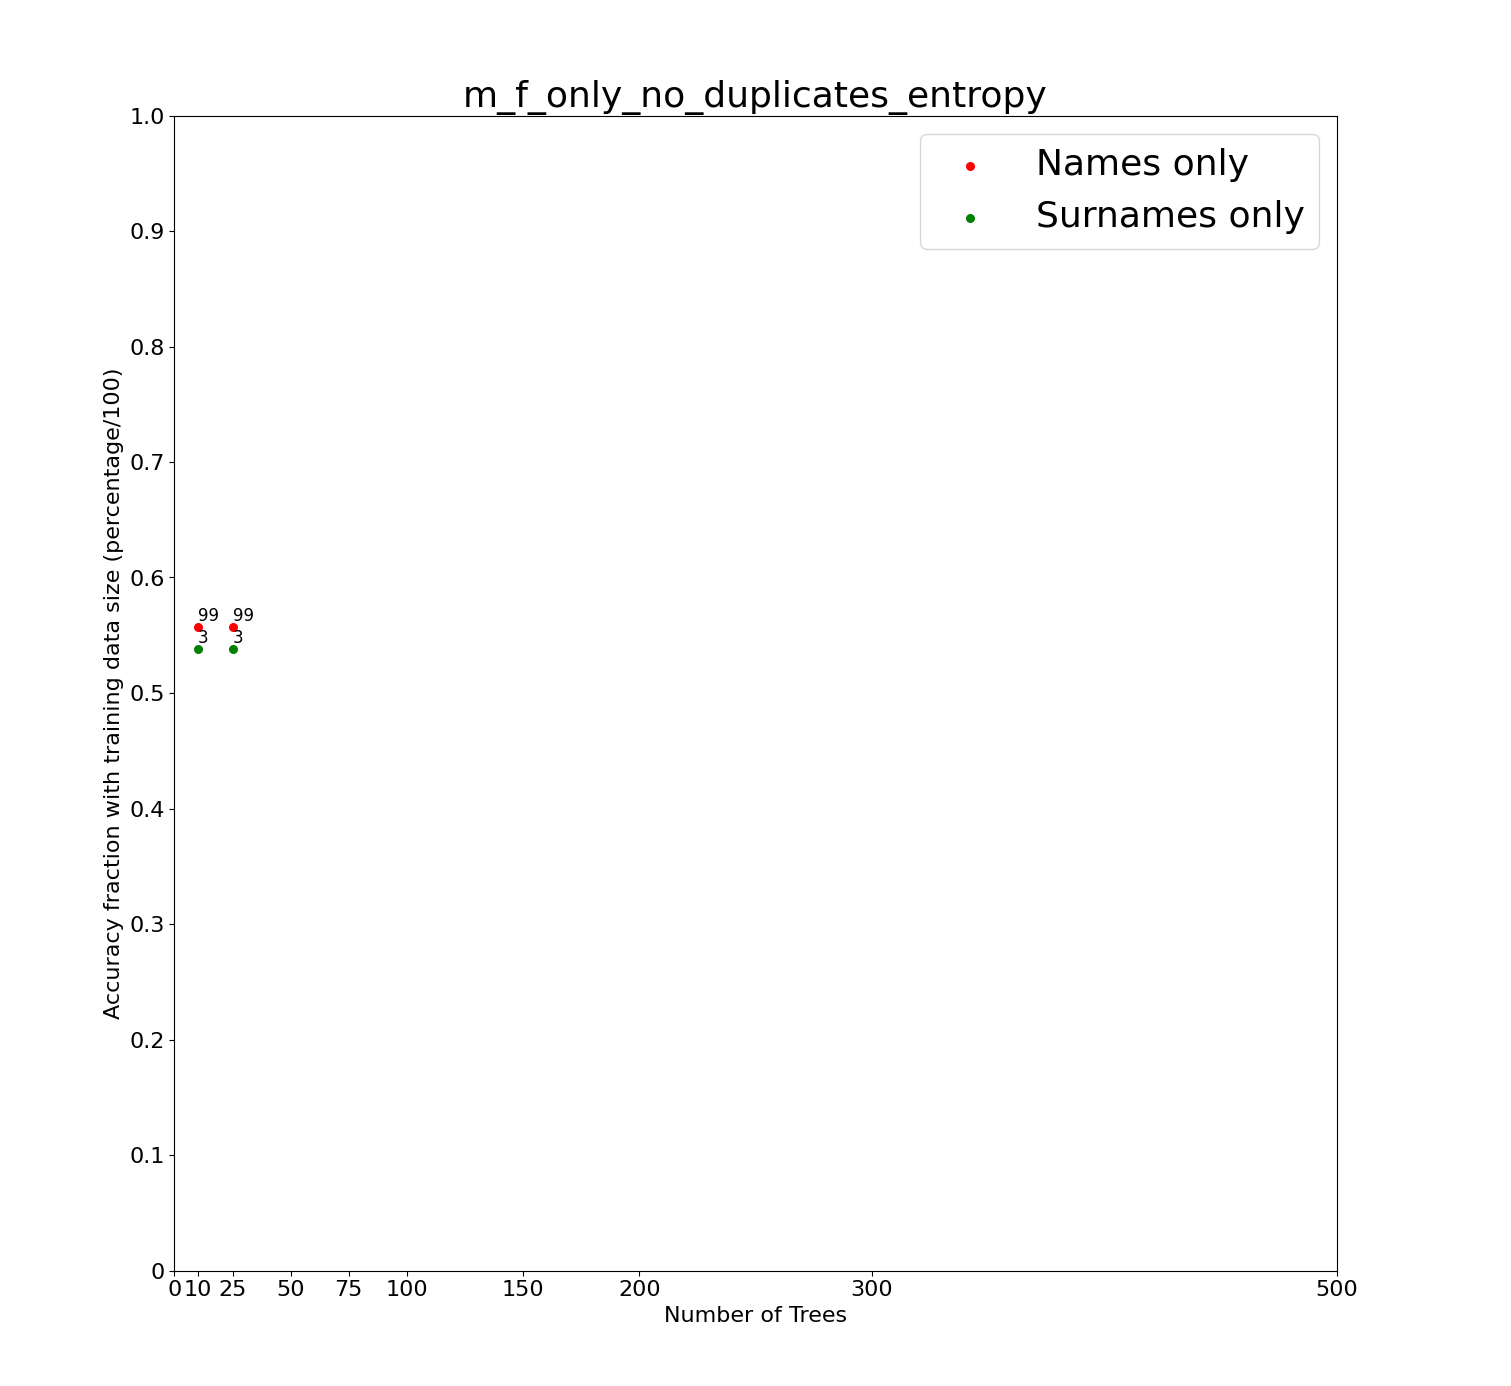 m_f_only_no_duplicates_entropy
Names only
Surnames only
Accuracy fraction with training data size (percentage/100)
1.0
0.9
0.8
0.7
0.6
0.5
0.4
0.3
0.2
0.1
0
99 99
3 3
0 10 25 50 75 100 150 200 300 500
Number of Trees